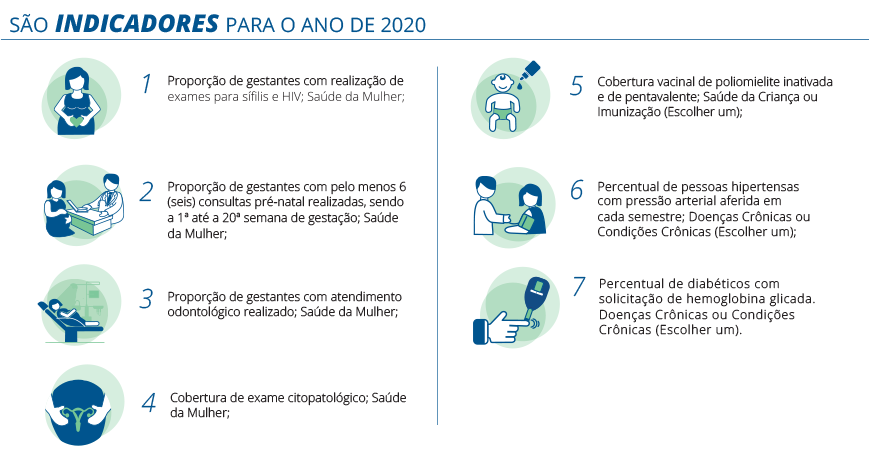 SÃO INDICADORES PARA O ANO DE 2020
1
Proporção de gestantes com realização de
exames para sífilis e HIV; Saúde da Mulher;
2
Proporção de gestantes com pelo menos 6
(seis) consultas pré-natal realizadas, sendo
a 1ª até a 20ª semana de gestação; Saúde
da Mulher;
3
Proporção de gestantes com atendimento
odontológico realizado; Saúde da Mulher;
4
Cobertura de exame citopatológico; Saúde
da Mulher;
5
Cobertura vacinal de poliomielite inativada
e de pentavalente; Saúde da Criança ou
Imunização (Escolher um);
6
Percentual de pessoas hipertensas
com pressão arterial aferida em
cada semestre; Doenças Crônicas ou
Condições Crônicas (Escolher um);
7
Percentual de diabéticos com
solicitação de hemoglobina glicada.
Doenças Crônicas ou Condições
Crônicas (Escolher um).